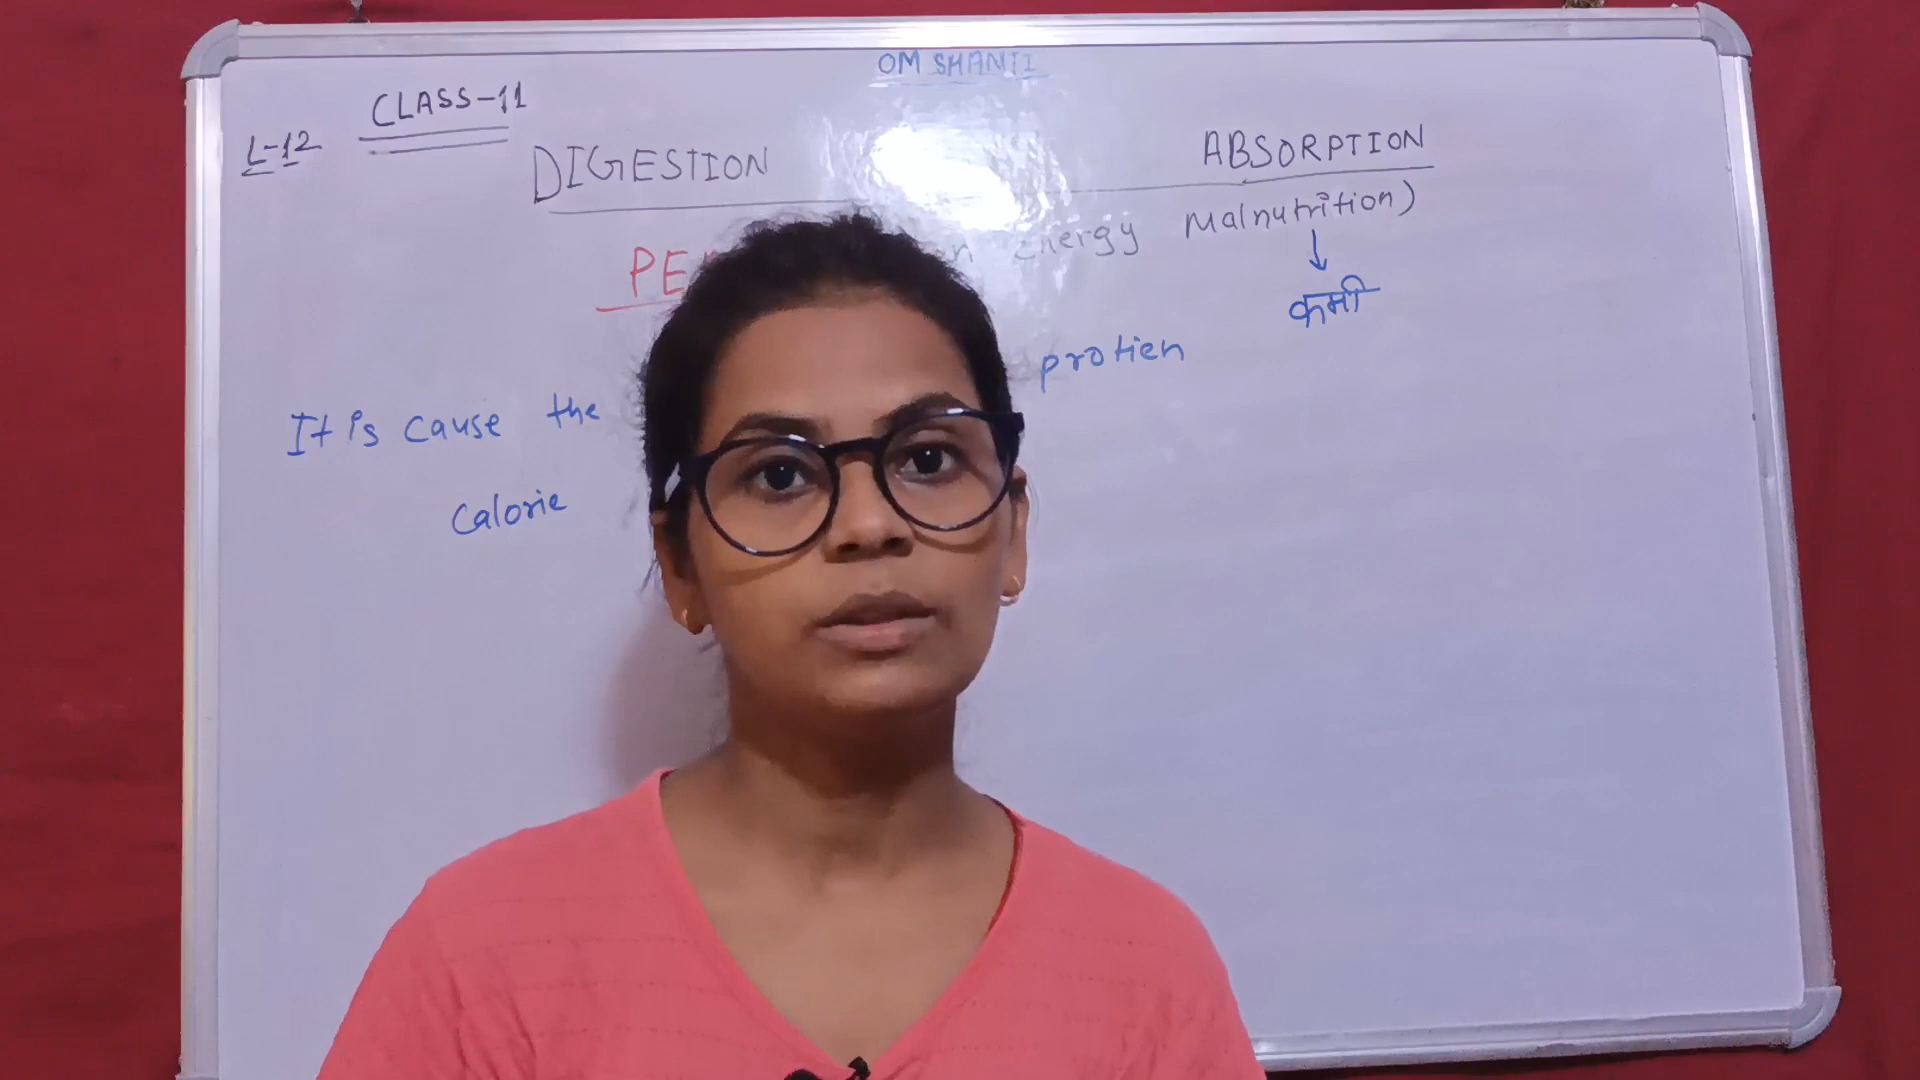 OM SHANTI
CLASS-11
L-12
DIGESTION ABSORPTION
PE energy Malnutrition)
↓
कमी
It is cause the protien
calorie